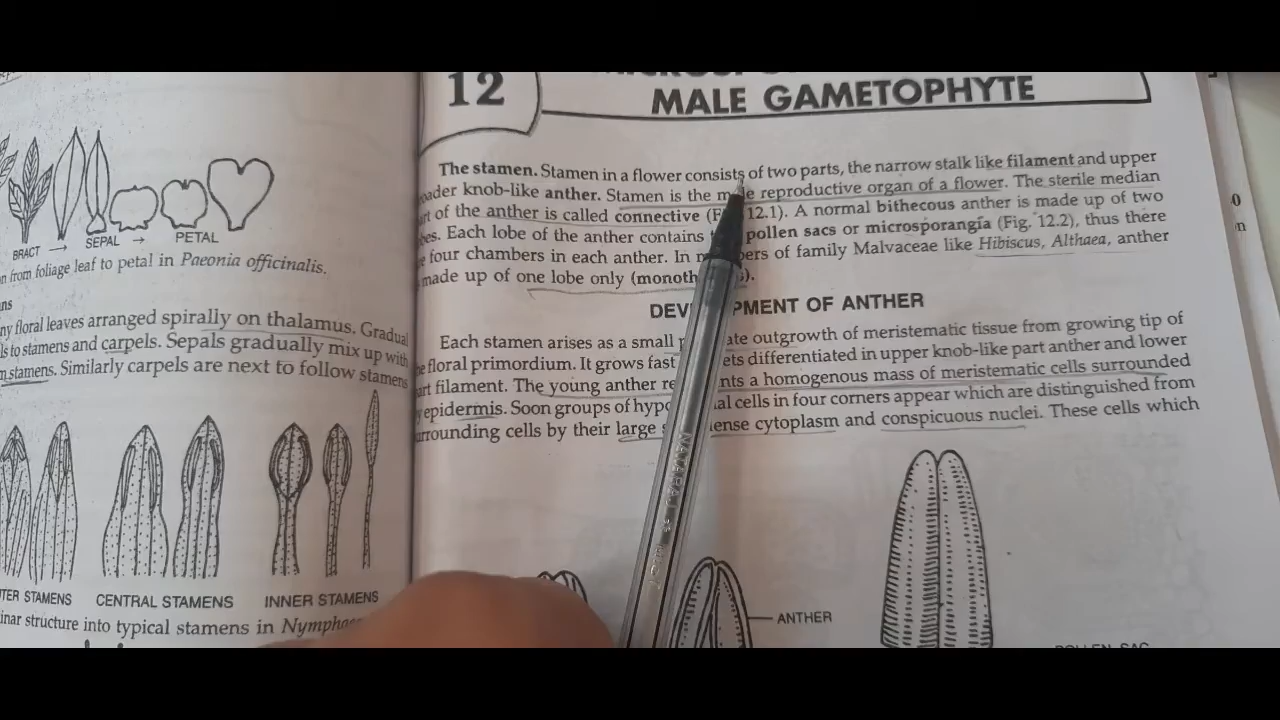 BRACT → SEPAL → PETAL
from foliage leaf to petal in Paeonia officinalis.
floral leaves arranged spirally on thalamus. Gradual
to stamens and carpels. Sepals gradually mix up with
stamens. Similarly carpels are next to follow stamens
STAMENS CENTRAL STAMENS INNER STAMENS
structure into typical stamens in
12
MALE GAMETOPHYTE
The stamen. Stamen in a flower consists of two parts, the narrow stalk like filament and upper
knob-like anther. Stamen is the reproductive organ of a flower. The sterile median
of the anther is called connective ( 12.1). A normal bithecous anther is made up of two
Each lobe of the anther contains pollen sacs or microsporangia (Fig. 12.2), thus there
four chambers in each anther. In of family Malvaceae like Hibiscus, Althaea, anther
made up of one lobe only
OF ANTHER
Each stamen arises as a small outgrowth of meristematic tissue from growing tip of
floral primordium. It grows fast differentiated in upper knob-like part anther and lower
filament. The young anther a homogenous mass of meristematic cells surrounded
epidermis. Soon groups of cells in four corners appear which are distinguished from
surrounding cells by their large cytoplasm and conspicuous nuclei. These cells which
ANTHER
NAVARAJ